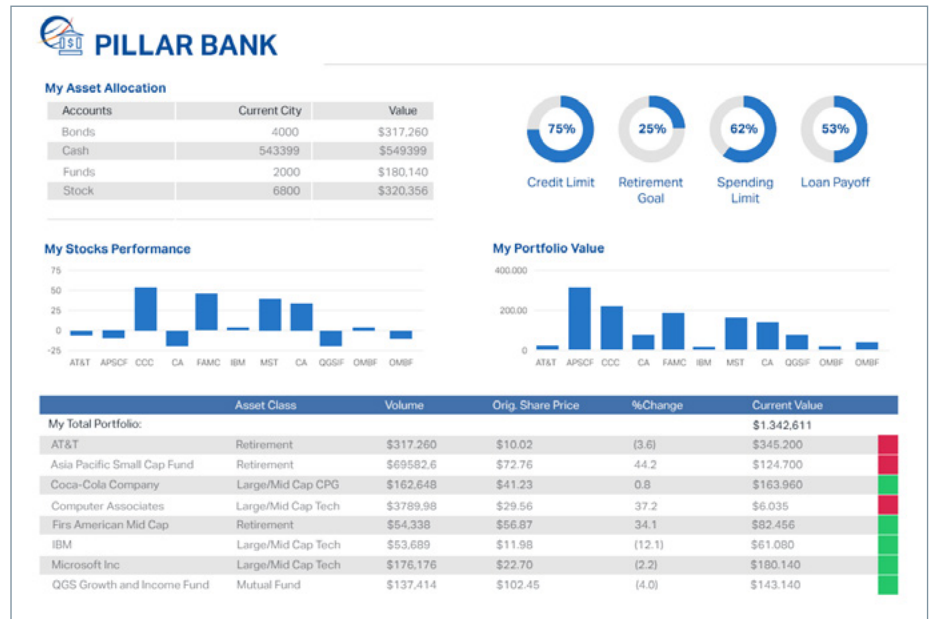 PILLAR BANK
My Asset Allocation
Accounts Current City Value
Bonds 4000 $317,260
Cash 543399 $549399
Funds 2000 $180,140
Stock 6800 $320,356
75% 25% 62% 53%
Credit Limit Retirement Goal Spending Limit Loan Payoff
My Stocks Performance
75
50
25
0
-25
AT&T APSCF CCC CA FAMC IBM MST CA QGSIF OMBF OMBF
My Portfolio Value
400.000
200.00
0
AT&T APSCF CCC CA FAMC IBM MST CA QGSIF OMBF OMBF
Asset Class Volume Orig. Share Price %Change Current Value
My Total Portfolio: $1.342,611
AT&T Retirement $317.260 $10.02 (3.6) $345.200
Asia Pacific Small Cap Fund Retirement $69582,6 $72.76 44.2 $124.700
Coca-Cola Company Large/Mid Cap CPG $162,648 $41.23 0.8 $163.960
Computer Associates Large/Mid Cap Tech $3789,98 $29.56 37.2 $6.035
Firs American Mid Cap Retirement $54,338 $56.87 34.1 $82.456
IBM Large/Mid Cap Tech $53,689 $11.98 (12.1) $61.080
Microsoft Inc Large/Mid Cap Tech $176,176 $22.70 (2.2) $180.140
QGS Growth and Income Fund Mutual Fund $137,414 $102.45 (4.0) $143.140